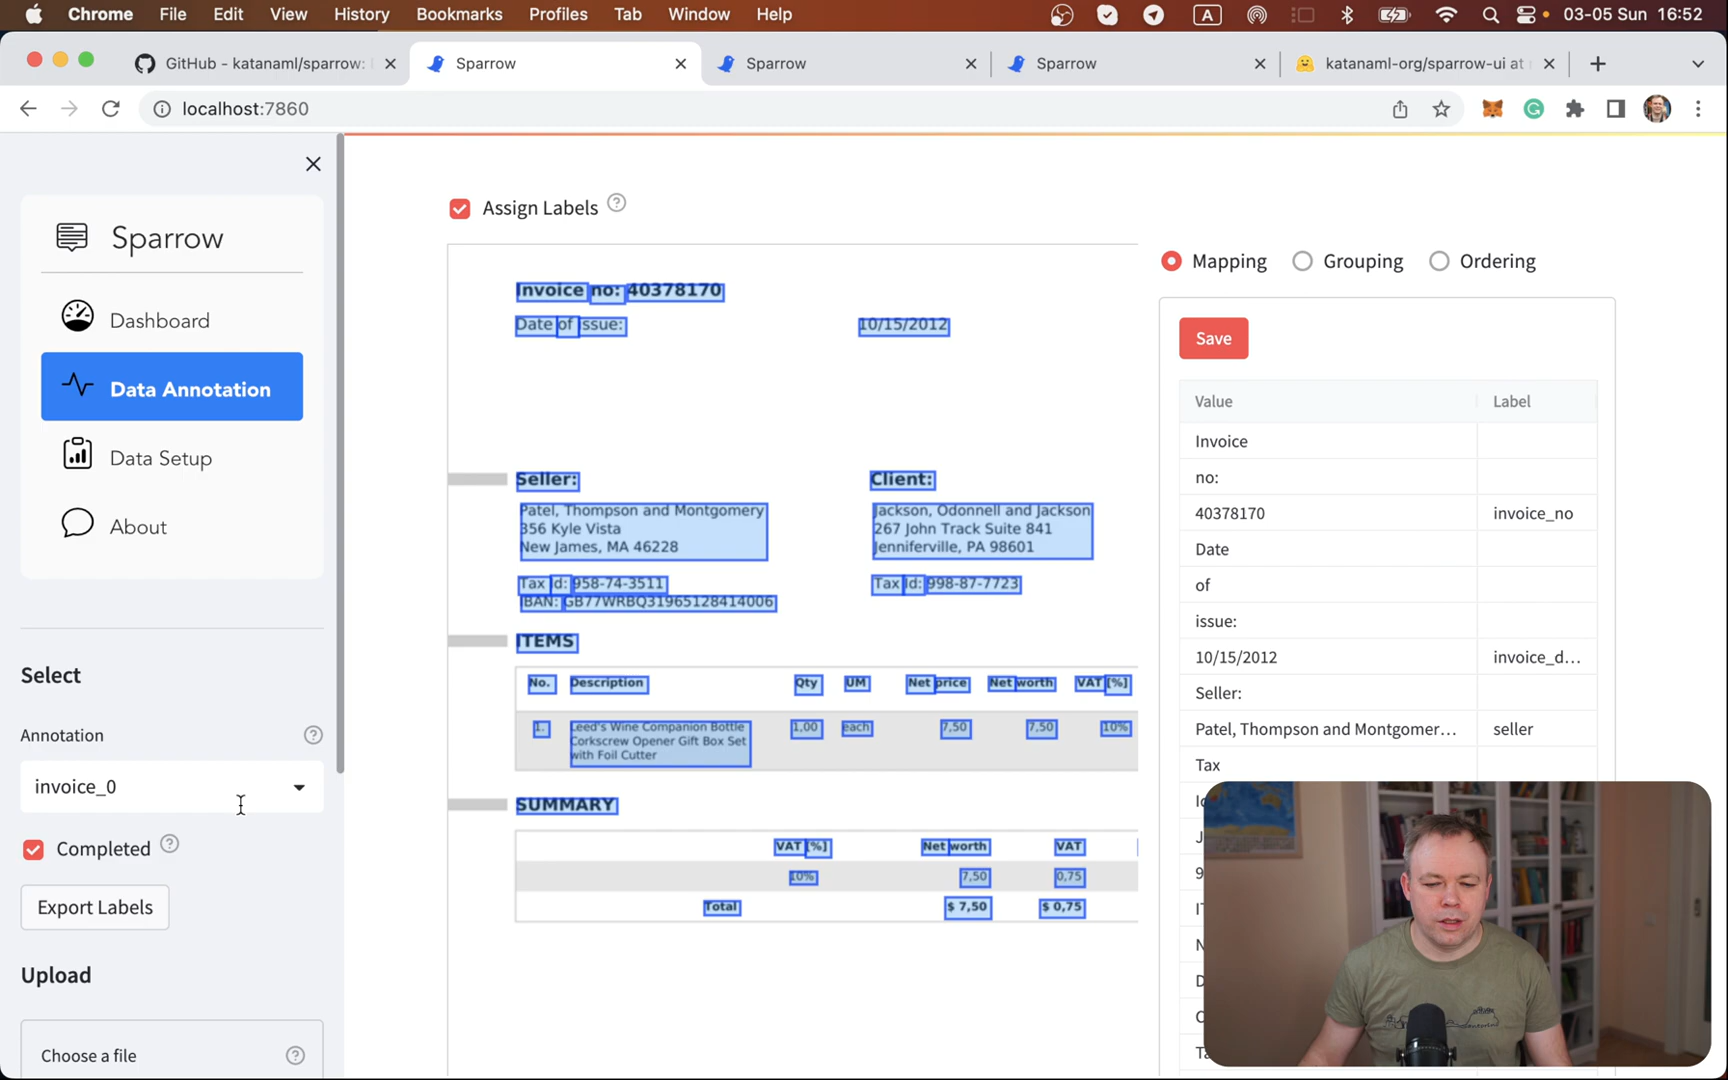 Chrome File Edit View History Bookmarks Profiles Tab Window Help A 03-05 Sun 16:52
GitHub - katanaml/sparrow: Sparrow Sparrow Sparrow katanaml-org/sparrow-ui at
localhost:7860
Sparrow
Dashboard
Data Annotation
Data Setup
About
Select
Annotation
invoice_0
Completed
Export Labels
Upload
Choose a file
Assign Labels
Invoice no: 40378170
Date of issue: 10/15/2012
Seller: Client:
Patel, Thompson and Montgomery Jackson, Odonnell and Jackson
356 Kyle Vista 267 John Track Suite 841
New James, MA 46228 Jenniferville, PA 98601
Tax Id: 958-74-3511 Tax Id: 998-87-7723
IBAN: GB77WRBQ31965128414006
ITEMS
No. Description Qty UM Net price Net worth VAT [%]
1. Leed's Wine Companion Bottle 1,00 each 7,50 7,50 10%
Corkscrew Opener Gift Box Set
with Foil Cutter
SUMMARY
VAT [%] Net worth VAT
10% 7,50 0,75
Total $ 7,50 $ 0,75
Mapping Grouping Ordering
Save
Value Label
Invoice
no:
40378170 invoice_no
Date
of
issue:
10/15/2012 invoice_d...
Seller:
Patel, Thompson and Montgomer... seller
Tax